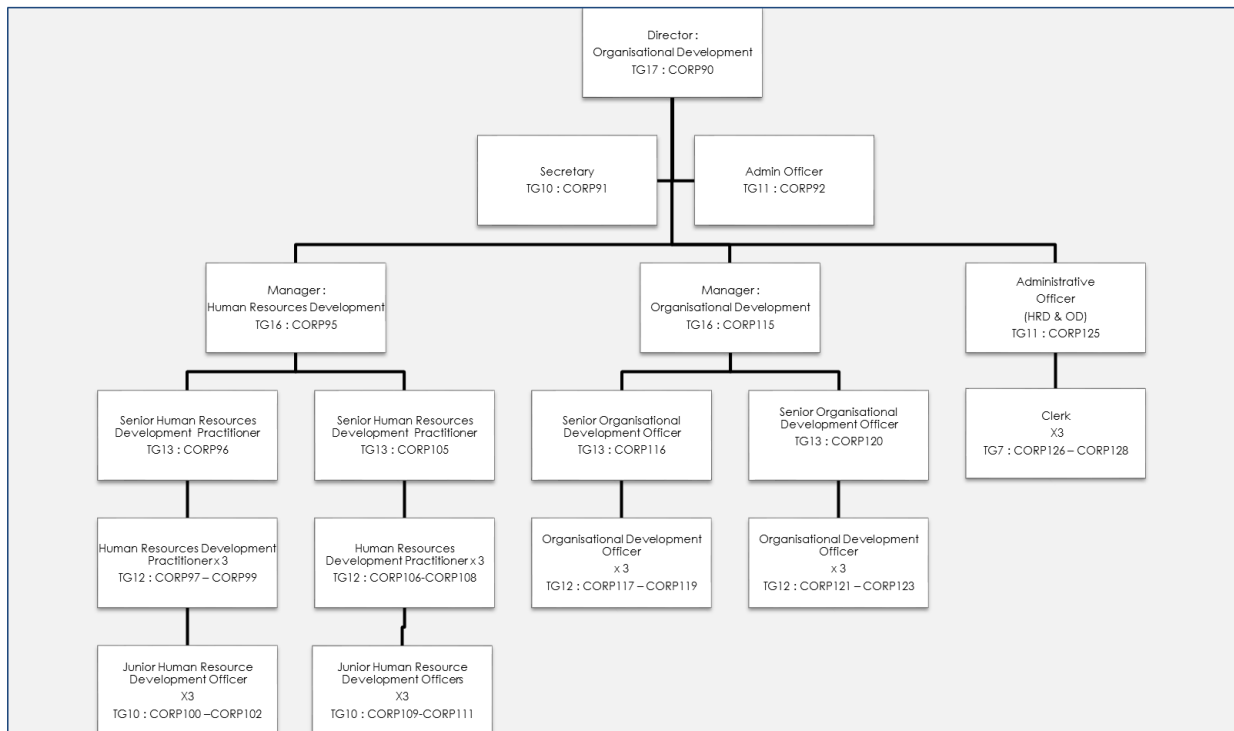 Director :
Organisational Development
TG17 : CORP90
Secretary
TG10 : CORP91
Admin Officer
TG11 : CORP92
Manager :
Human Resources Development
TG16 : CORP95
Manager :
Organisational Development
TG16 : CORP115
Administrative
Officer
(HRD & OD)
TG11 : CORP125
Senior Human Resources
Development Practitioner
TG13 : CORP96
Senior Human Resources
Development Practitioner
TG13 : CORP105
Senior Organisational
Development Officer
TG13 : CORP116
Senior Organisational
Development Officer
TG13 : CORP120
Clerk
X3
TG7 : CORP126 – CORP128
Human Resources Development
Practitioner x 3
TG12 : CORP97 – CORP99
Human Resources
Development Practitioner x 3
TG12 : CORP106-CORP108
Organisational Development
Officer
x 3
TG12 : CORP117 – CORP119
Organisational Development
Officer
x 3
TG12 : CORP121 – CORP123
Junior Human Resource
Development Officer
X3
TG10 : CORP100 –CORP102
Junior Human Resource
Development Officers
X3
TG10 : CORP109-CORP111